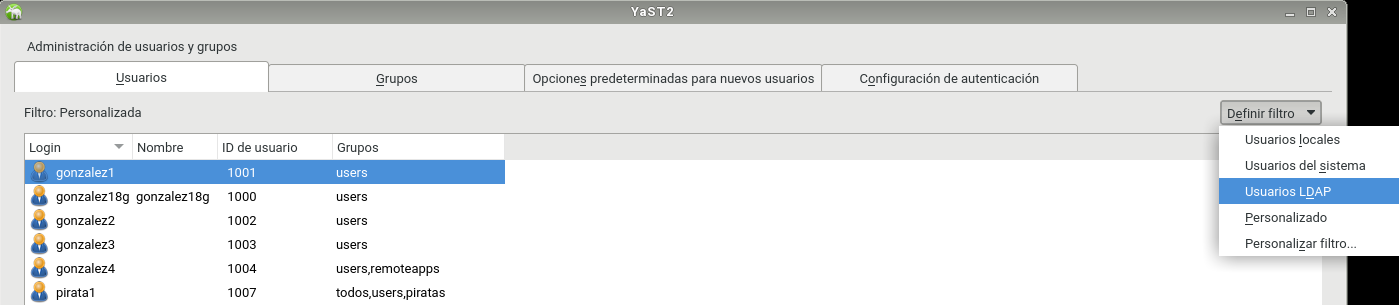 YaST2
Administración de usuarios y grupos
Usuarios Grupos Opciones predeterminadas para nuevos usuarios Configuración de autenticación
Filtro: Personalizada Definir filtro
Login Nombre ID de usuario Grupos Usuarios locales
gonzalez1 1001 users Usuarios del sistema
gonzalez18g gonzalez18g 1000 users Usuarios LDAP
gonzalez2 1002 users Personalizado
gonzalez3 1003 users Personalizar filtro...
gonzalez4 1004 users,remoteapps
pirata1 1007 todos,users,piratas